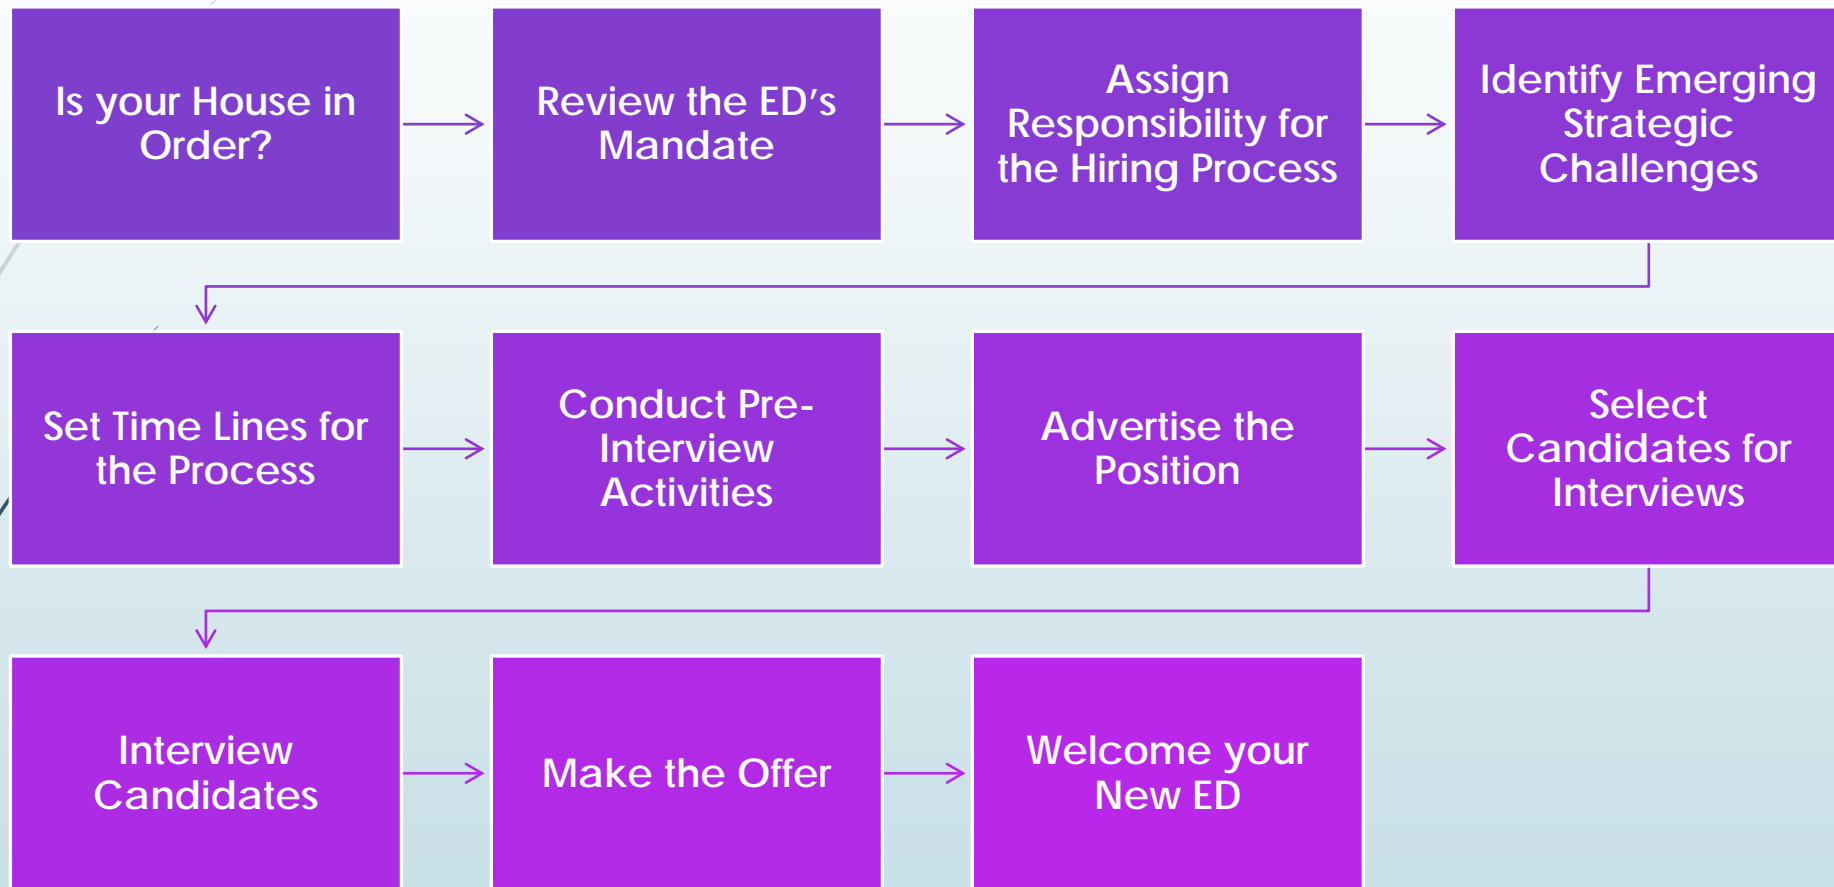 Is your House in
Order?
Review the ED's
Mandate
Assign
Responsibility for
the Hiring Process
Identify Emerging
Strategic
Challenges
Set Time Lines for
the Process
Conduct Pre-
Interview
Activities
Advertise the
Position
Select
Candidates for
Interviews
Interview
Candidates
Make the Offer
Welcome your
New ED